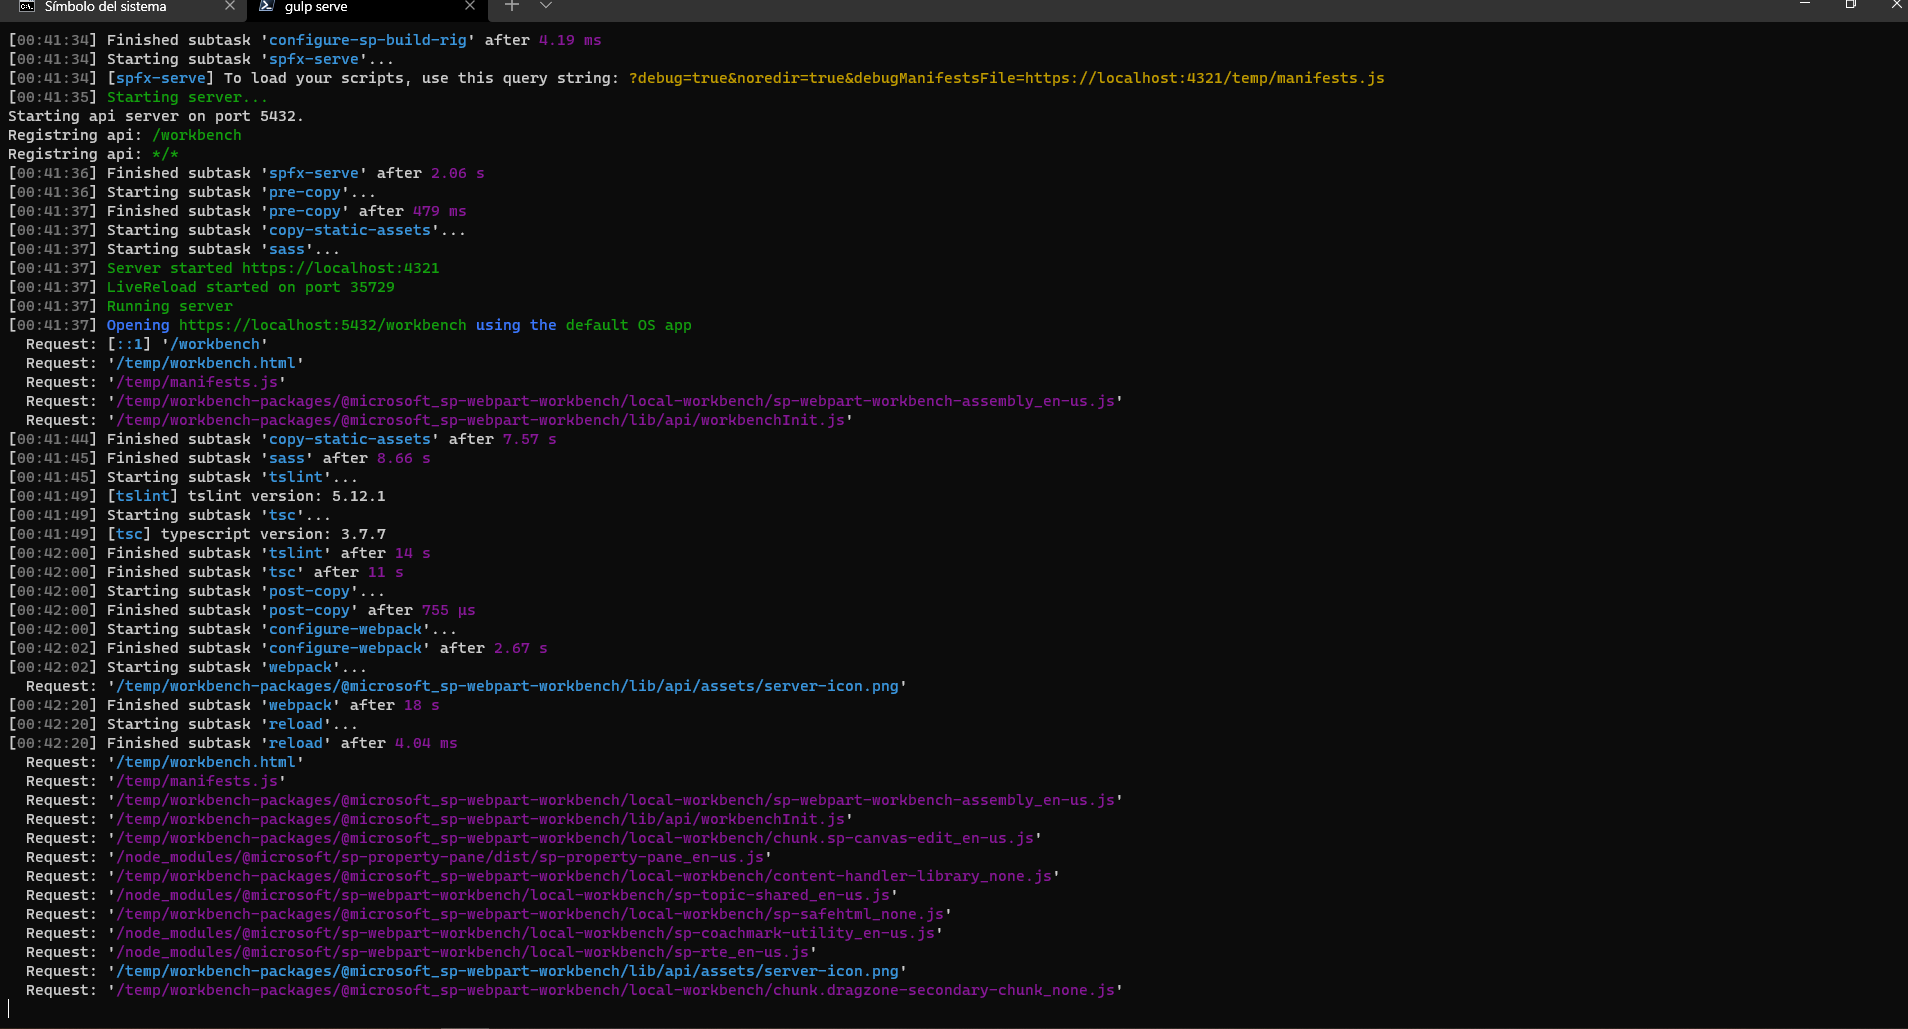 Símbolo del sistema
gulp serve
[00:41:34] Finished subtask 'configure-sp-build-rig' after 4.19 ms
[00:41:34] Starting subtask 'spfx-serve'...
[00:41:34] [spfx-serve] To load your scripts, use this query string: ?debug=true&noredir=true&debugManifestsFile=https://localhost:4321/temp/manifests.js
[00:41:35] Starting server...
Starting api server on port 5432.
Registring api: /workbench
Registring api: */*
[00:41:36] Finished subtask 'spfx-serve' after 2.06 s
[00:41:36] Starting subtask 'pre-copy'...
[00:41:37] Finished subtask 'pre-copy' after 479 ms
[00:41:37] Starting subtask 'copy-static-assets'...
[00:41:37] Starting subtask 'sass'...
[00:41:37] Server started https://localhost:4321
[00:41:37] LiveReload started on port 35729
[00:41:37] Running server
[00:41:37] Opening https://localhost:5432/workbench using the default OS app
  Request: [::1] '/workbench'
  Request: '/temp/workbench.html'
  Request: '/temp/manifests.js'
  Request: '/temp/workbench-packages/@microsoft_sp-webpart-workbench/local-workbench/sp-webpart-workbench-assembly_en-us.js'
  Request: '/temp/workbench-packages/@microsoft_sp-webpart-workbench/lib/api/workbenchInit.js'
[00:41:44] Finished subtask 'copy-static-assets' after 7.57 s
[00:41:45] Finished subtask 'sass' after 8.66 s
[00:41:45] Starting subtask 'tslint'...
[00:41:49] [tslint] tslint version: 5.12.1
[00:41:49] Starting subtask 'tsc'...
[00:41:49] [tsc] typescript version: 3.7.7
[00:42:00] Finished subtask 'tslint' after 14 s
[00:42:00] Finished subtask 'tsc' after 11 s
[00:42:00] Starting subtask 'post-copy'...
[00:42:00] Finished subtask 'post-copy' after 755 μs
[00:42:00] Starting subtask 'configure-webpack'...
[00:42:02] Finished subtask 'configure-webpack' after 2.67 s
[00:42:02] Starting subtask 'webpack'...
  Request: '/temp/workbench-packages/@microsoft_sp-webpart-workbench/lib/api/assets/server-icon.png'
[00:42:20] Finished subtask 'webpack' after 18 s
[00:42:20] Starting subtask 'reload'...
[00:42:20] Finished subtask 'reload' after 4.04 ms
  Request: '/temp/workbench.html'
  Request: '/temp/manifests.js'
  Request: '/temp/workbench-packages/@microsoft_sp-webpart-workbench/local-workbench/sp-webpart-workbench-assembly_en-us.js'
  Request: '/temp/workbench-packages/@microsoft_sp-webpart-workbench/lib/api/workbenchInit.js'
  Request: '/temp/workbench-packages/@microsoft_sp-webpart-workbench/local-workbench/chunk.sp-canvas-edit_en-us.js'
  Request: '/node_modules/@microsoft/sp-property-pane/dist/sp-property-pane_en-us.js'
  Request: '/temp/workbench-packages/@microsoft_sp-webpart-workbench/local-workbench/content-handler-library_none.js'
  Request: '/node_modules/@microsoft/sp-webpart-workbench/local-workbench/sp-topic-shared_en-us.js'
  Request: '/temp/workbench-packages/@microsoft_sp-webpart-workbench/local-workbench/sp-safehtml_none.js'
  Request: '/node_modules/@microsoft/sp-webpart-workbench/local-workbench/sp-coachmark-utility_en-us.js'
  Request: '/node_modules/@microsoft/sp-webpart-workbench/local-workbench/sp-rte_en-us.js'
  Request: '/temp/workbench-packages/@microsoft_sp-webpart-workbench/lib/api/assets/server-icon.png'
  Request: '/temp/workbench-packages/@microsoft_sp-webpart-workbench/local-workbench/chunk.dragzone-secondary-chunk_none.js'